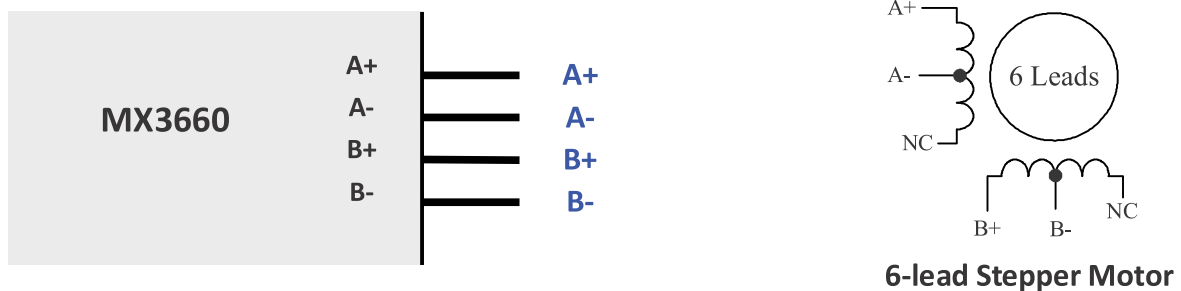 MX3660
A+
A-
B+
B-
A+
A-
B+
B-
A+
A-
NC
6 Leads
B+
B-
NC
6-lead Stepper Motor